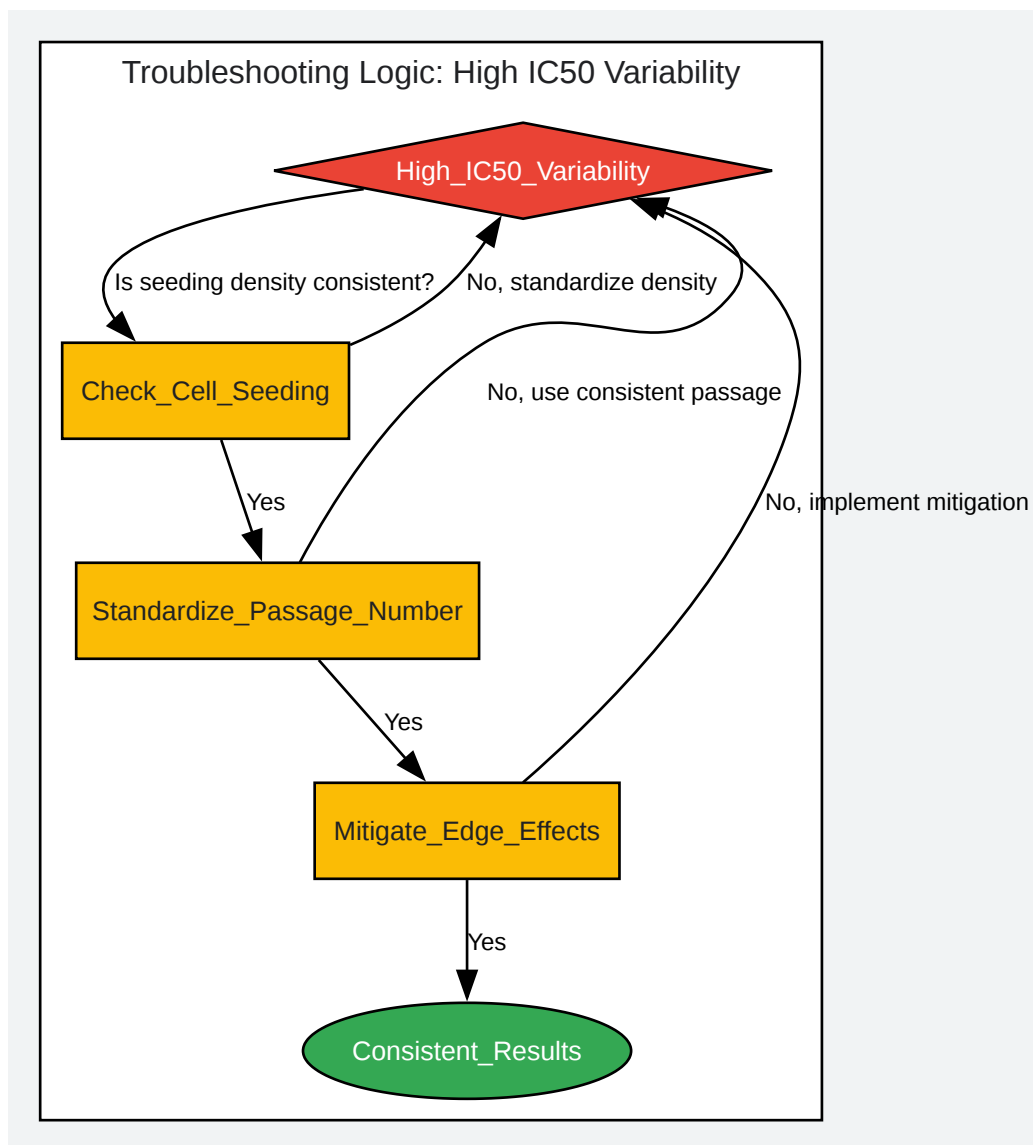 Troubleshooting Logic: High IC50 Variability
High_IC50_Variability
Is seeding density consistent?
No, standardize density
Check_Cell_Seeding
No, use consistent passage
Yes
No, implement mitigation
Standardize_Passage_Number
Yes
Mitigate_Edge_Effects
Yes
Consistent_Results